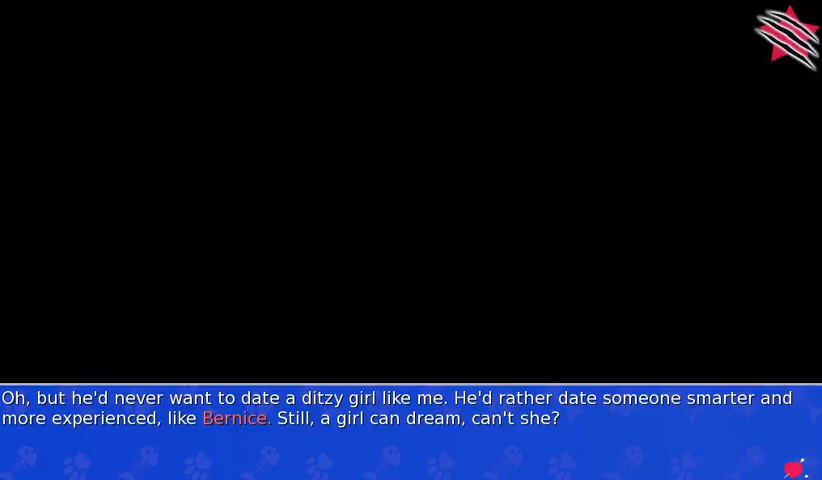 Oh, but he'd never want to date a ditzy girl like me. He'd rather date someone smarter and
more experienced, like Bernice. Still, a girl can dream, can't she?